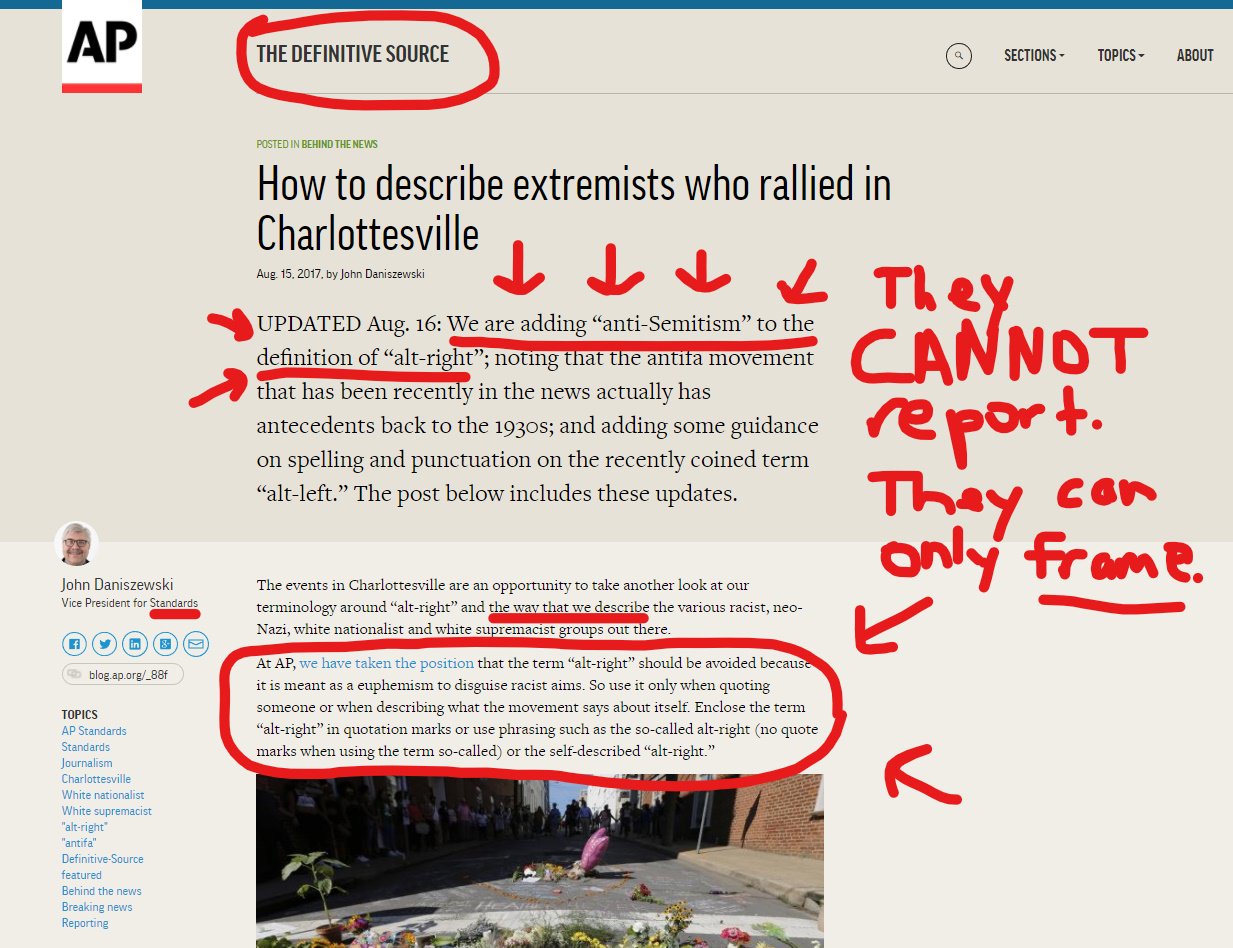 AP
THE DEFINITIVE SOURCE
SECTIONS
TOPICS
ABOUT
POSTED IN BEHIND THE NEWS
How to describe extremists who rallied in
Charlottesville
Aug. 15, 2017, by John Daniszewski
UPDATED Aug. 16: We are adding “anti-Semitism” to the
definition of “alt-right”; noting that the antifa movement
that has been recently in the news actually has
antecedents back to the 1930s; and adding some guidance
on spelling and punctuation on the recently coined term
“alt-left.” The post below includes these updates.
They
CANNOT
report.
They can
only frame.
John Daniszewski
Vice President for Standards
blog.ap.org/_88f
TOPICS
AP Standards
Standards
Journalism
Charlottesville
White nationalist
White supremacist
"alt-right"
"antifa"
Definitive-Source
featured
Behind the news
Breaking news
Reporting
The events in Charlottesville are an opportunity to take another look at our
terminology around “alt-right” and the way that we describe the various racist, neo-
Nazi, white nationalist and white supremacist groups out there.
At AP, we have taken the position that the term “alt-right” should be avoided because
it is meant as a euphemism to disguise racist aims. So use it only when quoting
someone or when describing what the movement says about itself. Enclose the term
“alt-right” in quotation marks or use phrasing such as the so-called alt-right (no quote
marks when using the term so-called) or the self-described “alt-right.”